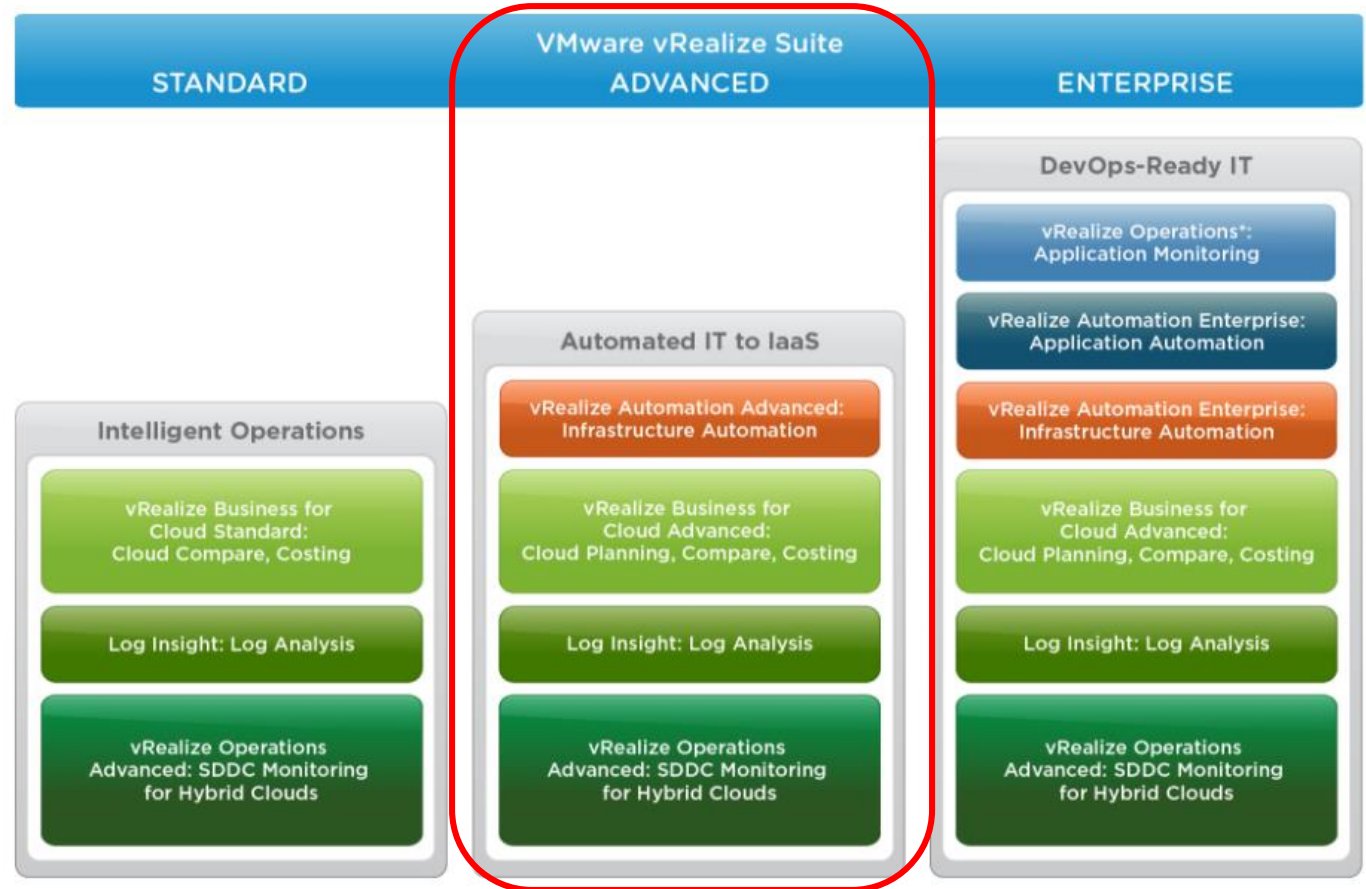 VMware vRealize Suite
STANDARD
ADVANCED
ENTERPRISE
Intelligent Operations
vRealize Business for
Cloud Standard:
Cloud Compare, Costing
Log Insight: Log Analysis
vRealize Operations
Advanced: SDDC Monitoring
for Hybrid Clouds
Automated IT to IaaS
vRealize Automation Advanced:
Infrastructure Automation
vRealize Business for
Cloud Advanced:
Cloud Planning, Compare, Costing
Log Insight: Log Analysis
vRealize Operations
Advanced: SDDC Monitoring
for Hybrid Clouds
DevOps-Ready IT
vRealize Operations*:
Application Monitoring
vRealize Automation Enterprise:
Application Automation
vRealize Automation Enterprise:
Infrastructure Automation
vRealize Business for
Cloud Advanced:
Cloud Planning, Compare, Costing
Log Insight: Log Analysis
vRealize Operations
Advanced: SDDC Monitoring
for Hybrid Clouds